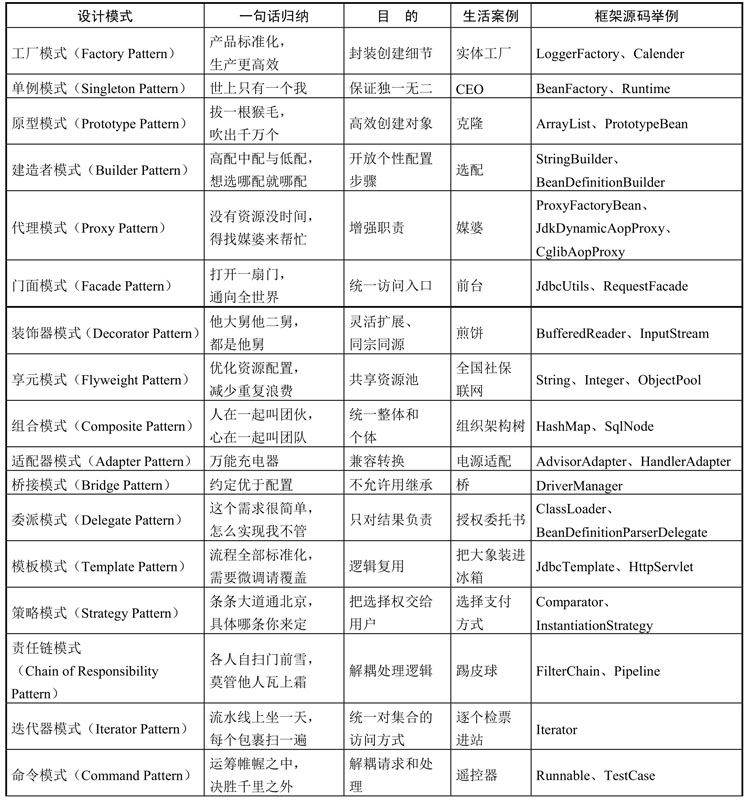 设计模式 一句话归纳 目 的 生活案例 框架源码举例
工厂模式（Factory Pattern） 产品标准化， 封装创建细节 实体工厂 LoggerFactory、Calender
生产更高效
单例模式（Singleton Pattern） 世上只有一个我 保证独一无二 CEO BeanFactory、Runtime
原型模式（Prototype Pattern） 拔一根猴毛， 高效创建对象 克隆 ArrayList、PrototypeBean
吹出千万个
建造者模式（Builder Pattern） 高配中配与低配， 开放个性配置 选配 StringBuilder、
想选哪配就哪配 步骤 BeanDefinitionBuilder
代理模式（Proxy Pattern） 没有资源没时间， 增强职责 媒婆 ProxyFactoryBean、
得找媒婆来帮忙 JdkDynamicAopProxy、
CglibAopProxy
门面模式（Facade Pattern） 打开一扇门， 统一访问入口 前台 JdbcUtils、RequestFacade
通向全世界
装饰器模式（Decorator Pattern） 他大舅他二舅， 灵活扩展、 煎饼 BufferedReader、InputStream
都是他舅 同宗同源
享元模式（Flyweight Pattern） 优化资源配置， 共享资源池 全国社保 String、Integer、ObjectPool
减少重复浪费 联网
组合模式（Composite Pattern） 人在一起叫团伙， 统一整体和 组织架构树 HashMap、SqlNode
心在一起叫团队 个体
适配器模式（Adapter Pattern） 万能充电器 兼容转换 电源适配 AdvisorAdapter、HandlerAdapter
桥接模式（Bridge Pattern） 约定优于配置 不允许用继承 桥 DriverManager
委派模式（Delegate Pattern） 这个需求很简单， 只对结果负责 授权委托书 ClassLoader、
怎么实现我不管 BeanDefinitionParserDelegate
模板模式（Template Pattern） 流程全部标准化， 逻辑复用 把大象装进 JdbcTemplate、HttpServlet
需要微调请覆盖 冰箱
策略模式（Strategy Pattern） 条条大道通北京， 把选择权交给 选择支付 Comparator、
具体哪条你来定 用户 方式 InstantiationStrategy
责任链模式 各人自扫门前雪， 解耦处理逻辑 踢皮球 FilterChain、Pipeline
（Chain of Responsibility 莫管他人瓦上霜
Pattern）
迭代器模式（Iterator Pattern） 流水线上坐一天， 统一对集合的 逐个检票 Iterator
每个包裹扫一遍 访问方式 进站
命令模式（Command Pattern） 运筹帷幄之中， 解耦请求和处 遥控器 Runnable、TestCase
决胜千里之外 理